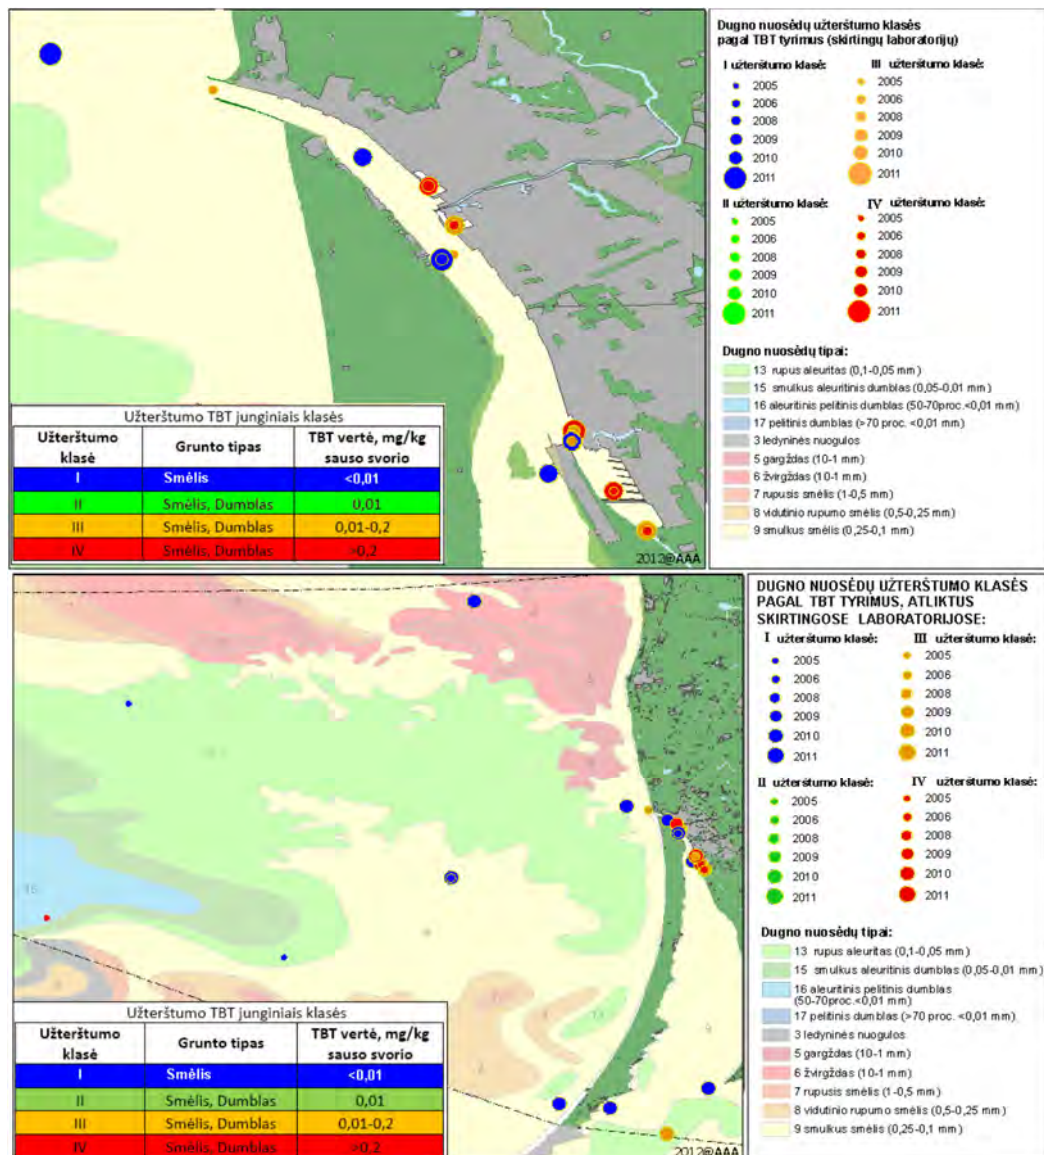 Dugno nuosėdų užterštumo klasės
pagal TBT tyrimus (skirtingų laboratorijų)
I užterštumo klasė:
2005
2006
2008
2009
2010
2011
III užterštumo klasė:
2005
2006
2008
2009
2010
2011
II užterštumo klasė:
2005
2006
2008
2009
2010
2011
IV užterštumo klasė:
2005
2006
2008
2009
2010
2011
Dugno nuosėdų tipai:
13 rupus aleuritas (0,1-0,05 mm)
15 smulkus aleuritinis dumblas (0,05-0,01 mm)
16 aleuritinis pelitinis dumblas (50-70proc.<0,01 mm)
17 pelitinis dumblas (>70 proc. <0,01 mm)
3 ledyninės nuogulos
5 gargždas (10-1 mm)
6 žvirgždas (10-1 mm)
7 rupusis smėlis (1-0,5 mm)
8 vidutinio rupumo smėlis (0,5-0,25 mm)
9 smulkus smėlis (0,25-0,1 mm)
Užterštumo TBT junginiais klasės
Užterštumo klasė Grunto tipas TBT vertė, mg/kg sauso svorio
I Smėlis <0,01
II Smėlis, Dumblas 0,01
III Smėlis, Dumblas 0,01-0,2
IV Smėlis, Dumblas >0,2
2012@AAA
DUGNO NUOSĖDŲ UŽTERŠTUMO KLASĖS
PAGAL TBT TYRIMUS, ATLIKTUS
SKIRTINGOSE LABORATORIJOSE:
I užterštumo klasė:
2005
2006
2008
2009
2010
2011
III užterštumo klasė:
2005
2006
2008
2009
2010
2011
II užterštumo klasė:
2005
2006
2008
2009
2010
2011
IV užterštumo klasė:
2005
2006
2008
2009
2010
2011
Dugno nuosėdų tipai:
13 rupus aleuritas (0,1-0,05 mm)
15 smulkus aleuritinis dumblas (0,05-0,01 mm)
16 aleuritinis pelitinis dumblas
(50-70proc.<0,01 mm)
17 pelitinis dumblas (>70 proc. <0,01 mm)
3 ledyninės nuogulos
5 gargždas (10-1 mm)
6 žvirgždas (10-1 mm)
7 rupusis smėlis (1-0,5 mm)
8 vidutinio rupumo smėlis (0,5-0,25 mm)
9 smulkus smėlis (0,25-0,1 mm)
Užterštumo TBT junginiais klasės
Užterštumo klasė Grunto tipas TBT vertė, mg/kg sauso svorio
I Smėlis <0,01
II Smėlis, Dumblas 0,01
III Smėlis, Dumblas 0,01-0,2
IV Smėlis, Dumblas >0,2
2012@AAA